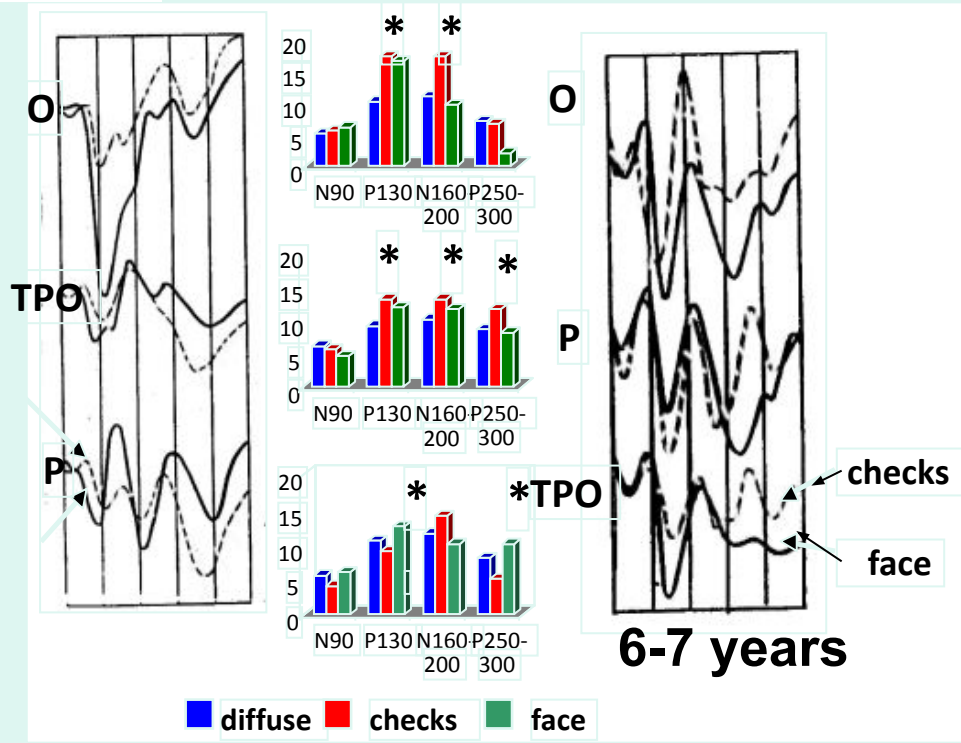 O
TPO
P
* *
20
15
10
5
0
N90 P130 N160 P250-
200 300
* * *
20
15
10
5
0
N90 P130 N160 P250-
200 300
* *
20
15
10
5
0
N90 P130 N160 P250-
200 300
O
P
TPO
checks
face
6-7 years
diffuse checks face